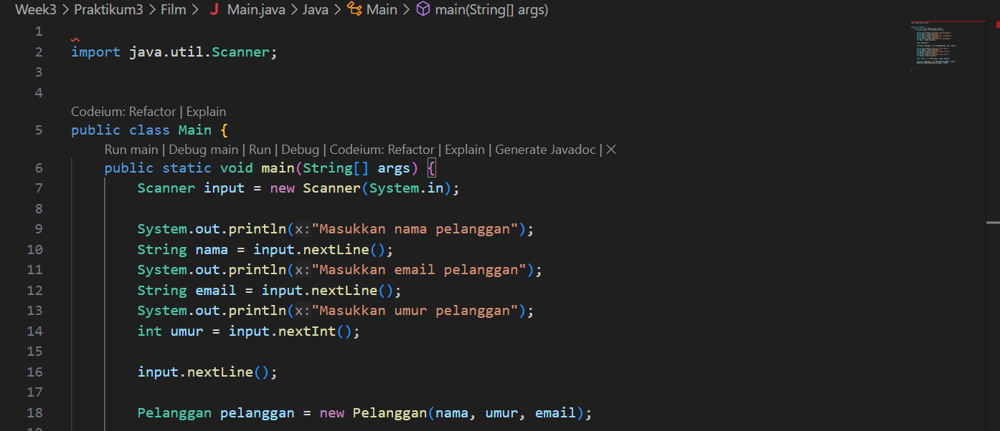 Week3 > Praktikum3 > Film > J Main.java > Java > Main > main(String[] args)
1
2 import java.util.Scanner;
3
4
Codeium: Refactor | Explain
5 public class Main {
Run main | Debug main | Run | Debug | Codeium: Refactor | Explain | Generate Javadoc | ×
6 public static void main(String[] args) {
7 Scanner input = new Scanner(System.in);
8
9 System.out.println(x:"Masukkan nama pelanggan");
10 String nama = input.nextLine();
11 System.out.println(x:"Masukkan email pelanggan");
12 String email = input.nextLine();
13 System.out.println(x:"Masukkan umur pelanggan");
14 int umur = input.nextInt();
15
16 input.nextLine();
17
18 Pelanggan pelanggan = new Pelanggan(nama, umur, email);